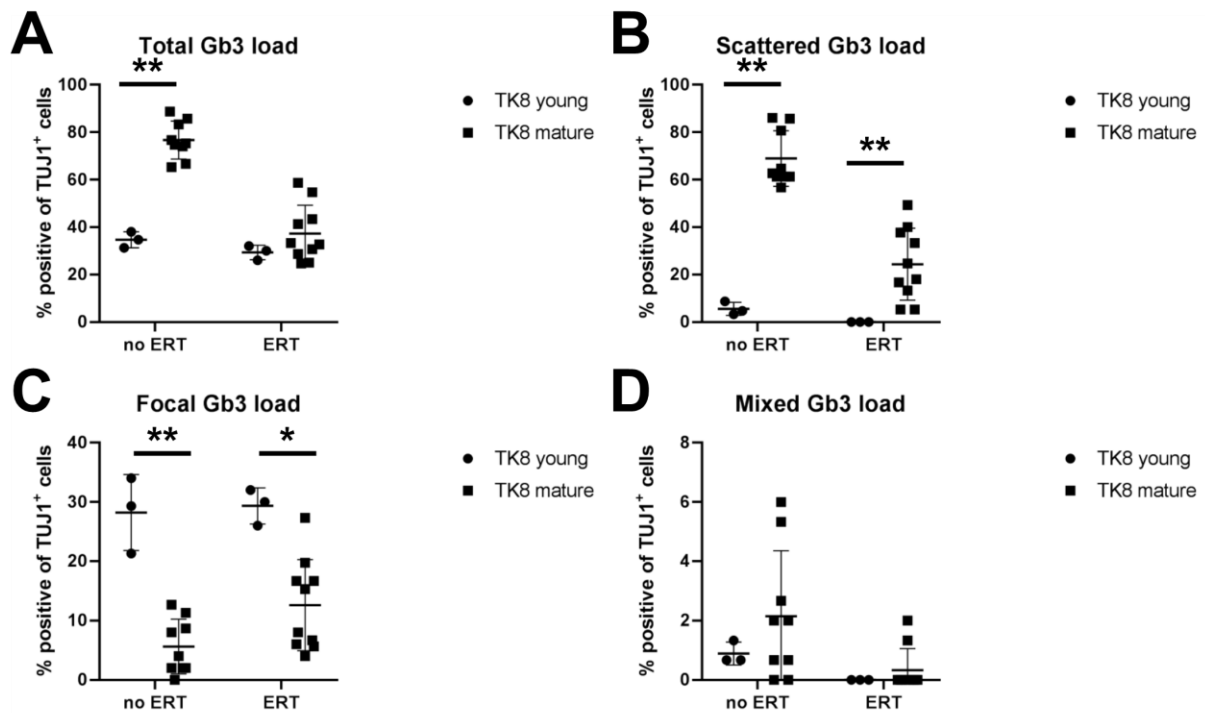 A
Total Gb3 load
**
% positive of TUJ1⁺ cells
100
80
60
40
20
0
no ERT
ERT
TK8 young
TK8 mature
B
Scattered Gb3 load
**
**
% positive of TUJ1⁺ cells
100
80
60
40
20
0
no ERT
ERT
TK8 young
TK8 mature
C
Focal Gb3 load
**
*
% positive of TUJ1⁺ cells
40
30
20
10
0
no ERT
ERT
TK8 young
TK8 mature
D
Mixed Gb3 load
% positive of TUJ1⁺ cells
8
6
4
2
0
no ERT
ERT
TK8 young
TK8 mature